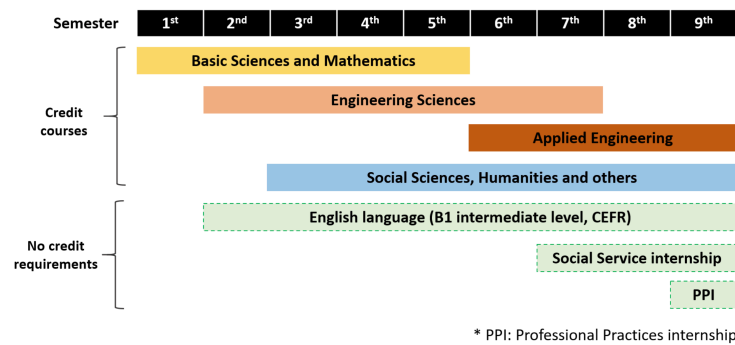 Semester 1st 2nd 3rd 4th 5th 6th 7th 8th 9th
Basic Sciences and Mathematics
Engineering Sciences
Credit
courses
Applied Engineering
Social Sciences, Humanities and others
English language (B1 intermediate level, CEFR)
No credit
requirements
Social Service internship
PPI
* PPI: Professional Practices internship